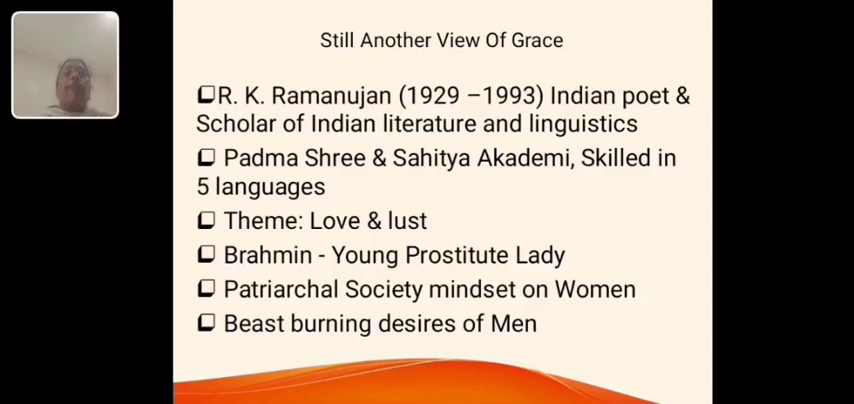 Still Another View Of Grace
❑R. K. Ramanujan (1929 –1993) Indian poet &
Scholar of Indian literature and linguistics
❑ Padma Shree & Sahitya Akademi, Skilled in
5 languages
❑ Theme: Love & lust
❑ Brahmin - Young Prostitute Lady
❑ Patriarchal Society mindset on Women
❑ Beast burning desires of Men